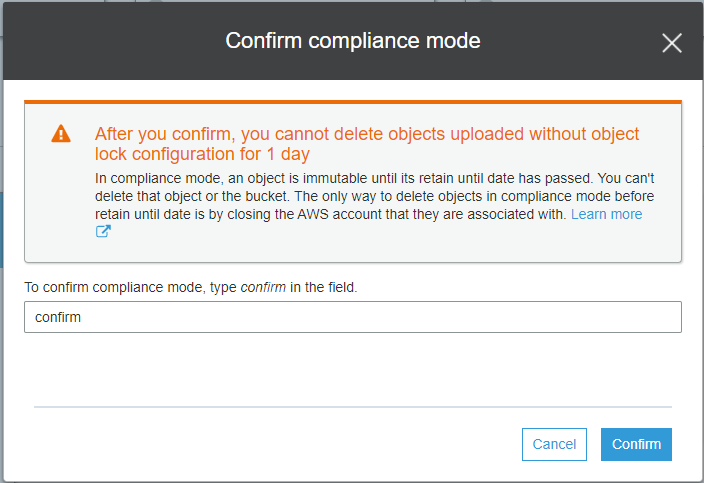 Confirm compliance mode
After you confirm, you cannot delete objects uploaded without object
lock configuration for 1 day
In compliance mode, an object is immutable until its retain until date has passed. You can't
delete that object or the bucket. The only way to delete objects in compliance mode before
retain until date is by closing the AWS account that they are associated with. Learn more
To confirm compliance mode, type confirm in the field.
confirm
Cancel Confirm